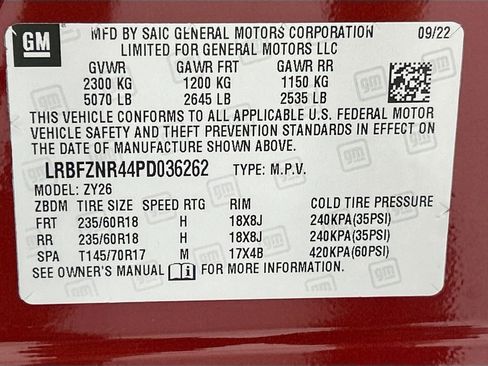 GM
MFD BY SAIC GENERAL MOTORS CORPORATION 09/22
LIMITED FOR GENERAL MOTORS LLC
GVWR GAWR FRT GAWR RR
2300 KG 1200 KG 1150 KG
5070 LB 2645 LB 2535 LB
THIS VEHICLE CONFORMS TO ALL APPLICABLE U.S. FEDERAL MOTOR
VEHICLE SAFETY AND THEFT PREVENTION STANDARDS IN EFFECT ON
THE DATE OF MANUFACTURE SHOWN ABOVE.
LRBFZNR44PD036262 TYPE: M.P.V.
MODEL: ZY26
ZBDM TIRE SIZE SPEED RTG RIM COLD TIRE PRESSURE
FRT 235/60R18 H 18X8J 240KPA(35PSI)
RR 235/60R18 H 18X8J 240KPA(35PSI)
SPA T145/70R17 M 17X4B 420KPA(60PSI)
SEE OWNER'S MANUAL FOR MORE INFORMATION.